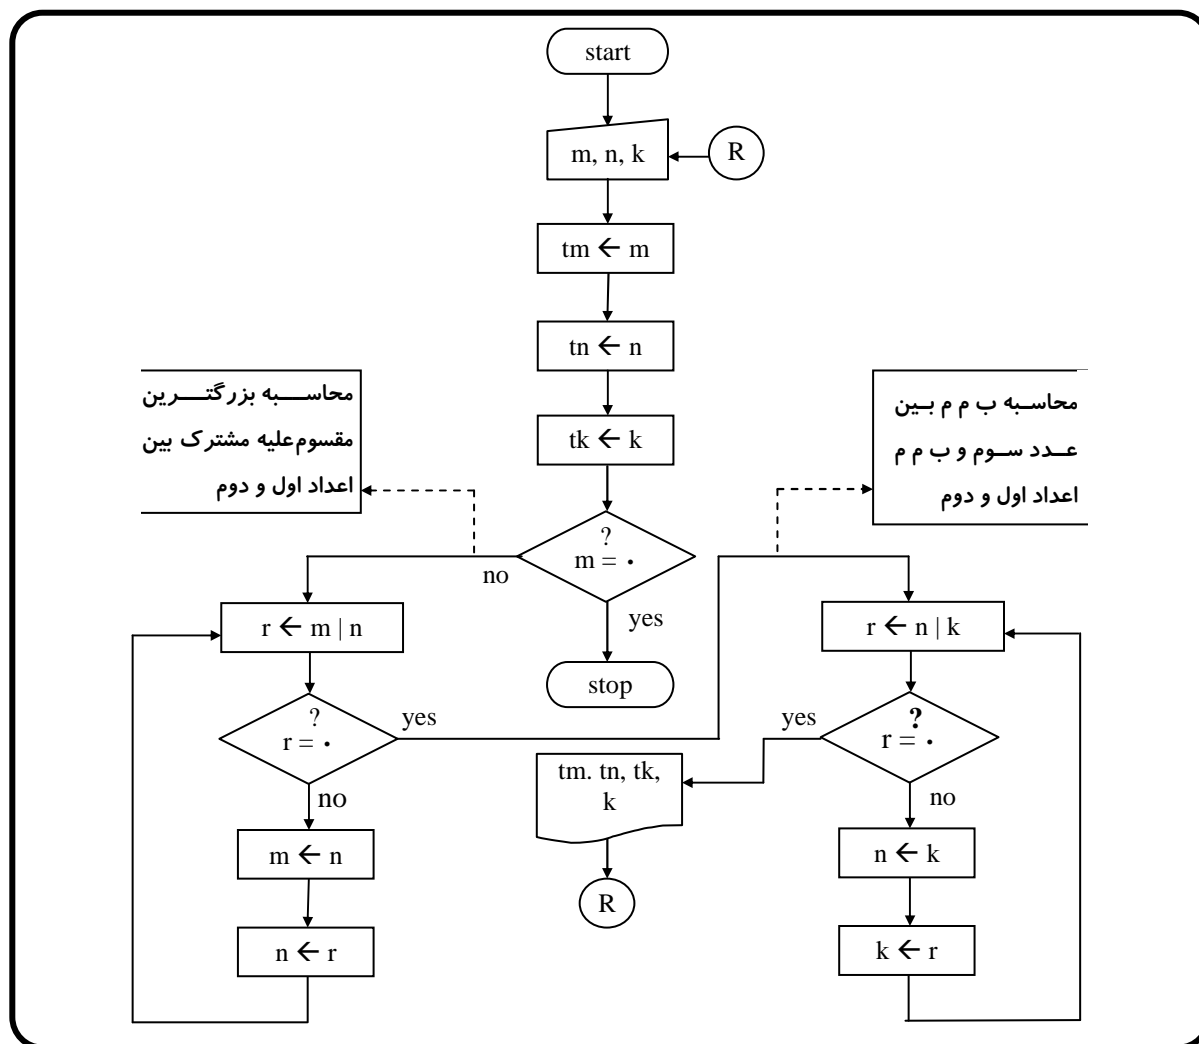 start
m, n, k
R
tm ← m
tn ← n
tk ← k
محاسبه بزرگترین
مقسوم‌علیه مشترک بین
اعداد اول و دوم
محاسبه ب م م بین
عدد سوم و ب م م
اعداد اول و دوم
?
m = ۰
no
yes
stop
r ← m | n
?
r = ۰
yes
no
m ← n
n ← r
r ← n | k
?
r = ۰
yes
no
n ← k
k ← r
tm. tn, tk,
k
R